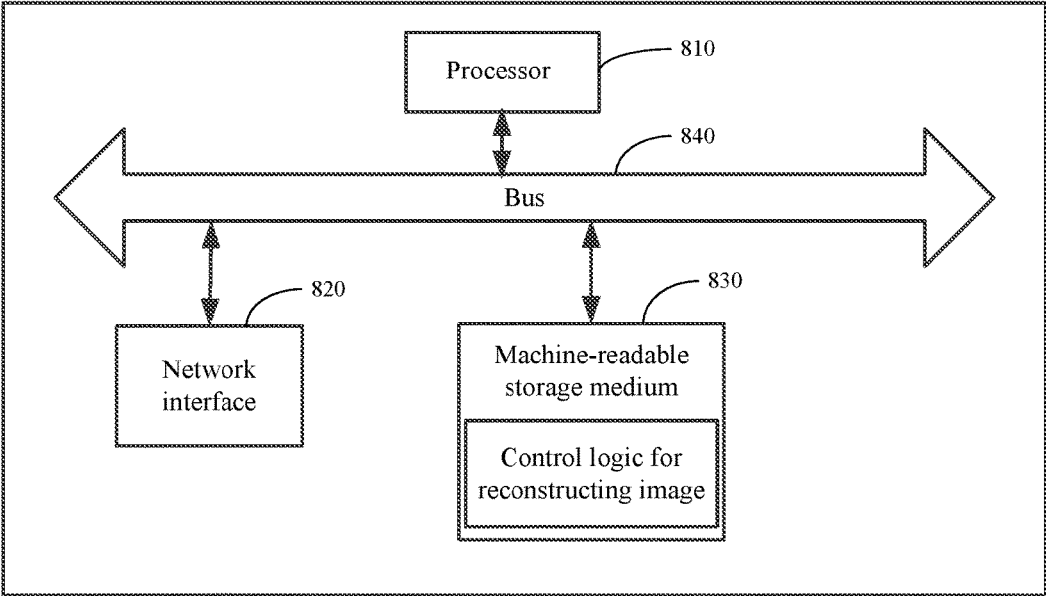 Processor
810
840
Bus
820
830
Network
interface
Machine-readable
storage medium
Control logic for
reconstructing image